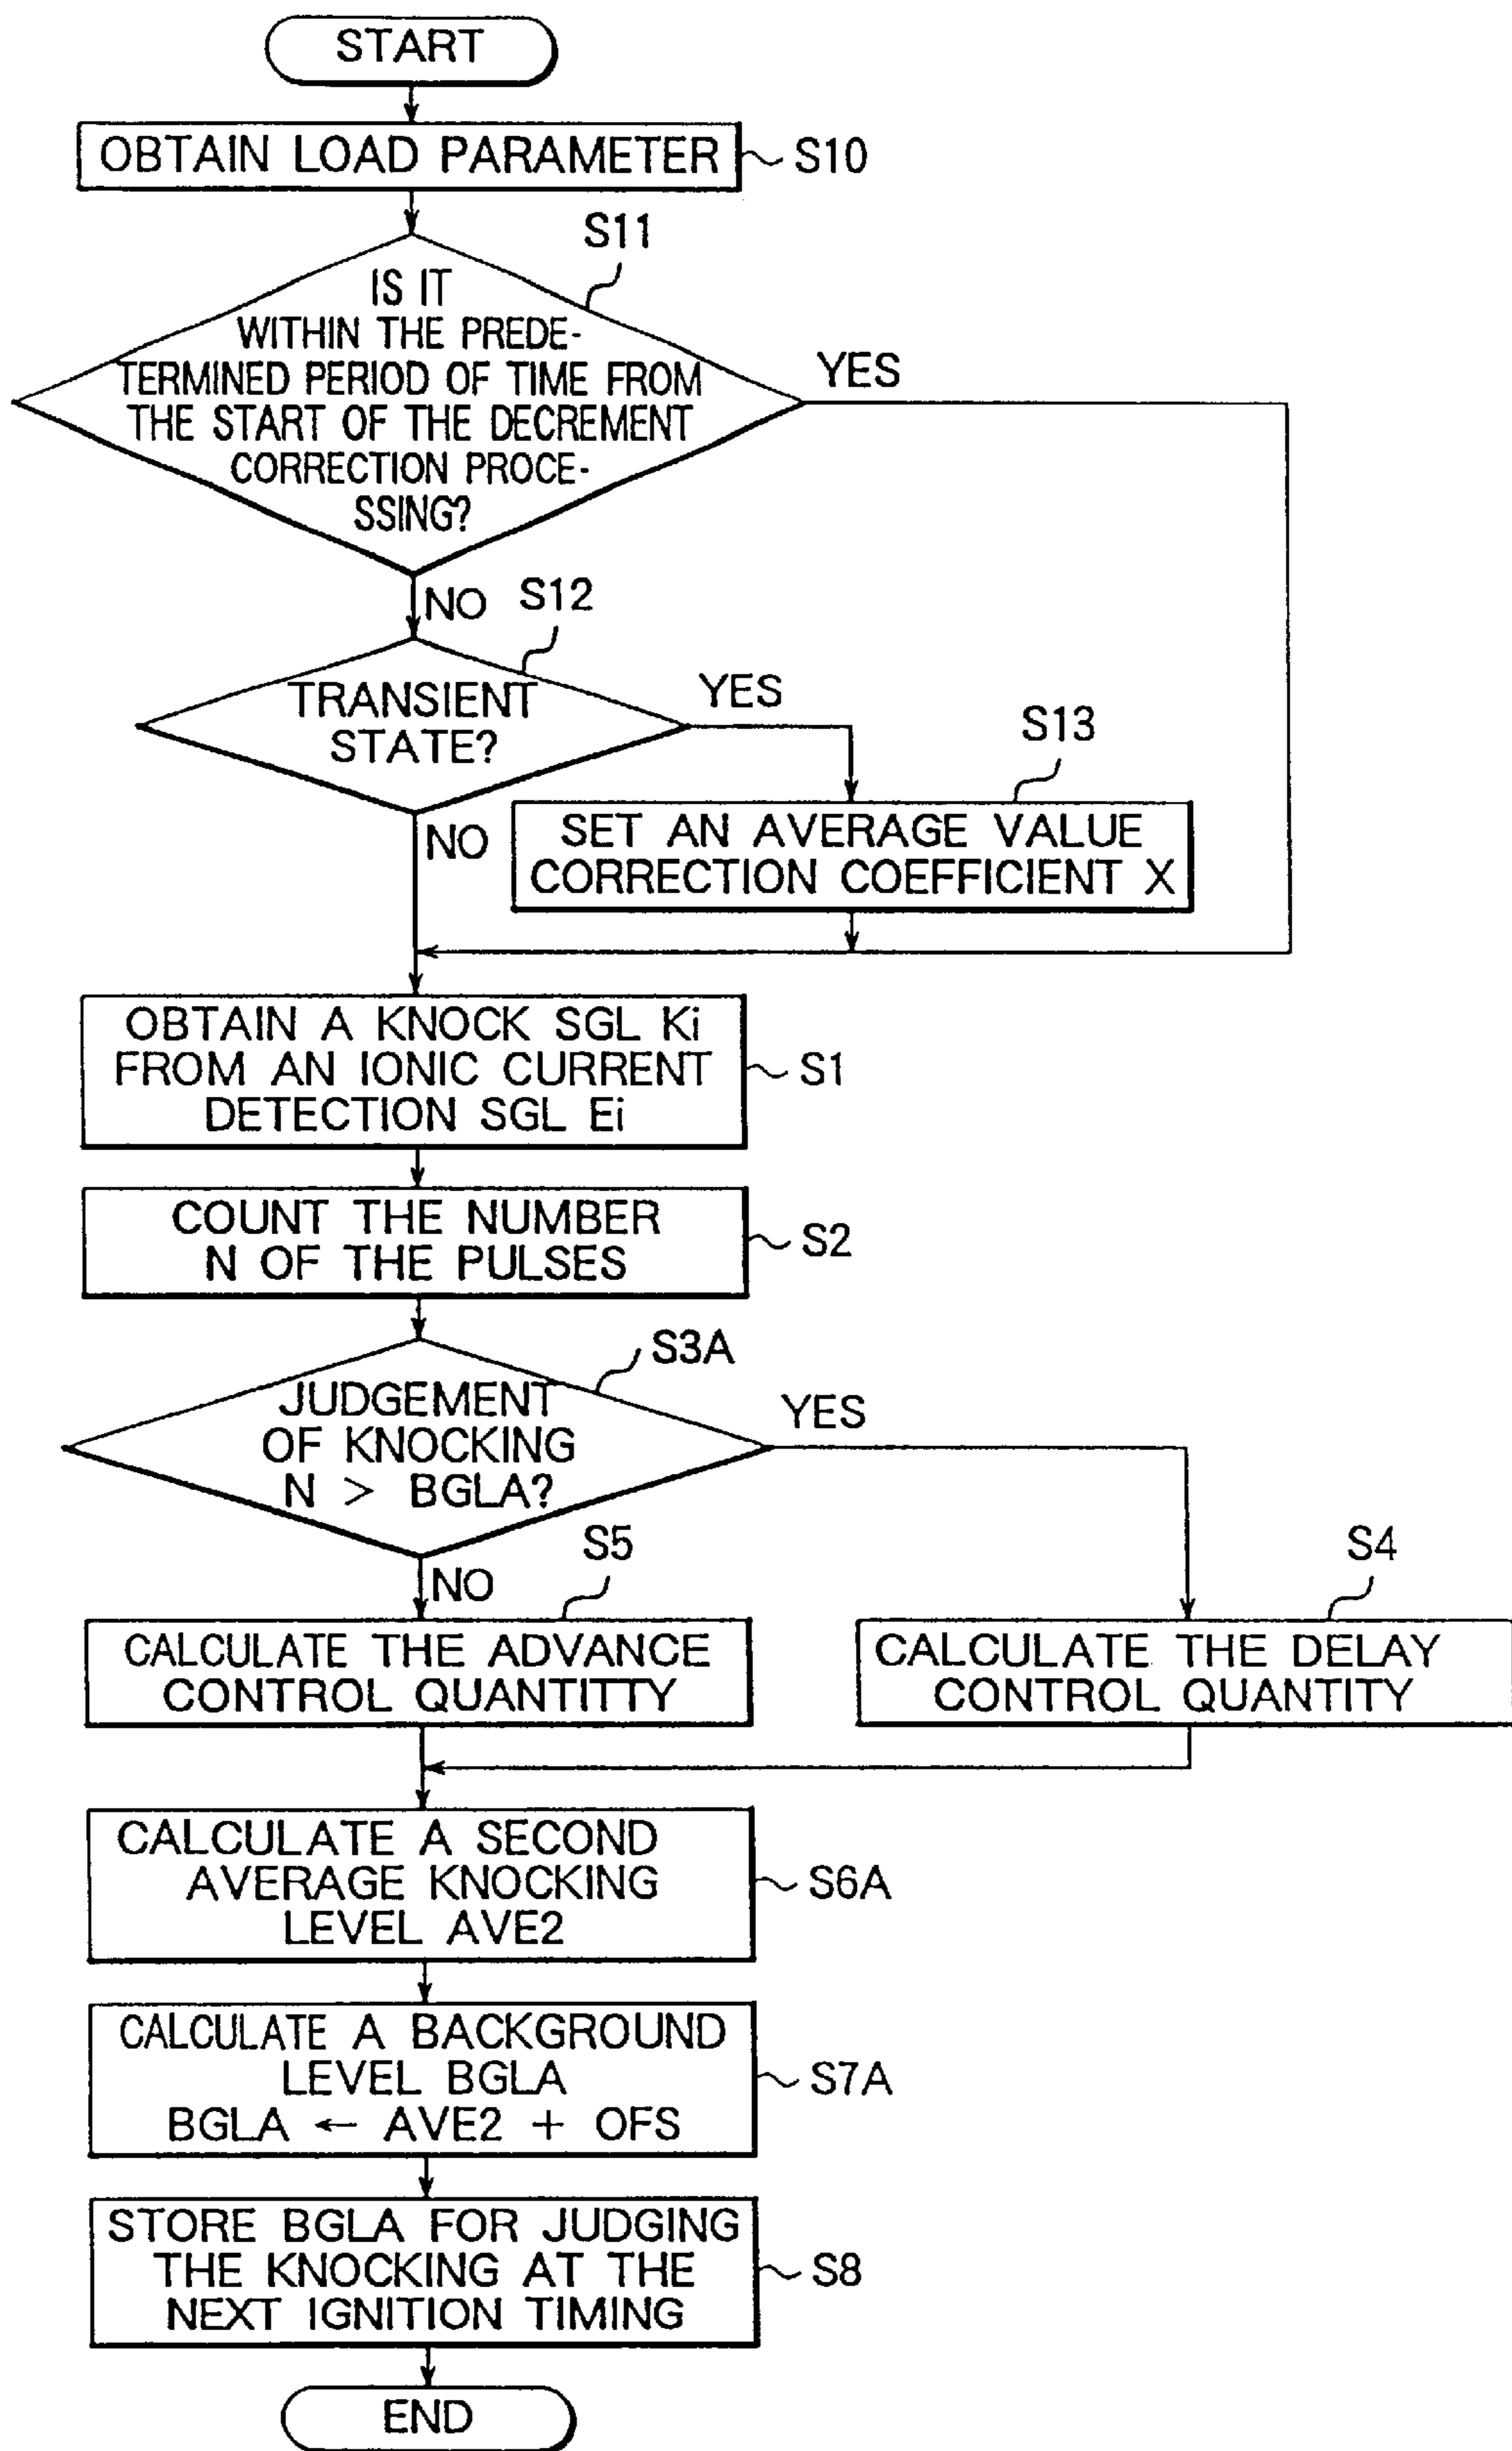 START
OBTAIN LOAD PARAMETER
S10
S11
IS IT
WITHIN THE PREDE-
TERMINED PERIOD OF TIME FROM
THE START OF THE DECREMENT
CORRECTION PROCE-
SSING?
YES
NO
S12
TRANSIENT
STATE?
YES
S13
NO
SET AN AVERAGE VALUE
CORRECTION COEFFICIENT X
OBTAIN A KNOCK SGL Ki
FROM AN IONIC CURRENT
DETECTION SGL Ei
S1
COUNT THE NUMBER
N OF THE PULSES
S2
S3A
JUDGEMENT
OF KNOCKING
N > BGLA?
YES
NO
S5
S4
CALCULATE THE ADVANCE
CONTROL QUANTITTY
CALCULATE THE DELAY
CONTROL QUANTITY
CALCULATE A SECOND
AVERAGE KNOCKING
LEVEL AVE2
S6A
CALCULATE A BACKGROUND
LEVEL BGLA
BGLA ← AVE2 + OFS
S7A
STORE BGLA FOR JUDGING
THE KNOCKING AT THE
NEXT IGNITION TIMING
S8
END